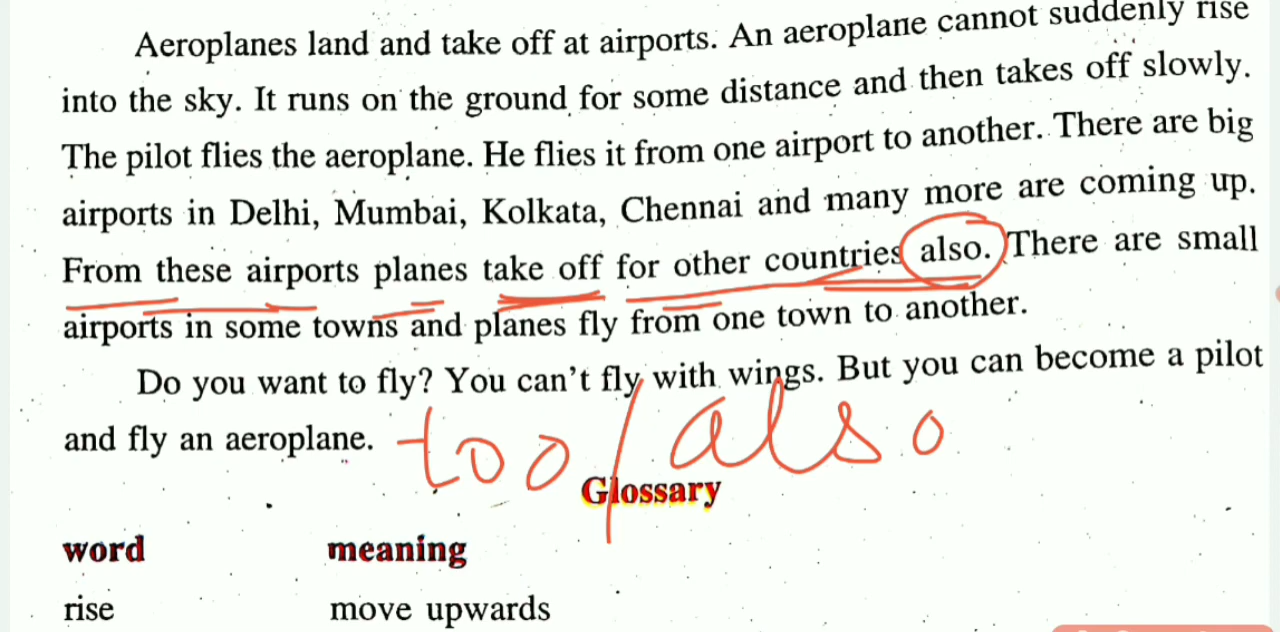 Aeroplanes land and take off at airports. An aeroplane cannot suddenly rise
into the sky. It runs on the ground for some distance and then takes off slowly.
The pilot flies the aeroplane. He flies it from one airport to another. There are big
airports in Delhi, Mumbai, Kolkata, Chennai and many more are coming up.
From these airports planes take off for other countries also. There are small
airports in some towns and planes fly from one town to another.
Do you want to fly? You can't fly with wings. But you can become a pilot
and fly an aeroplane.
too/also
Glossary
word meaning
rise move upwards